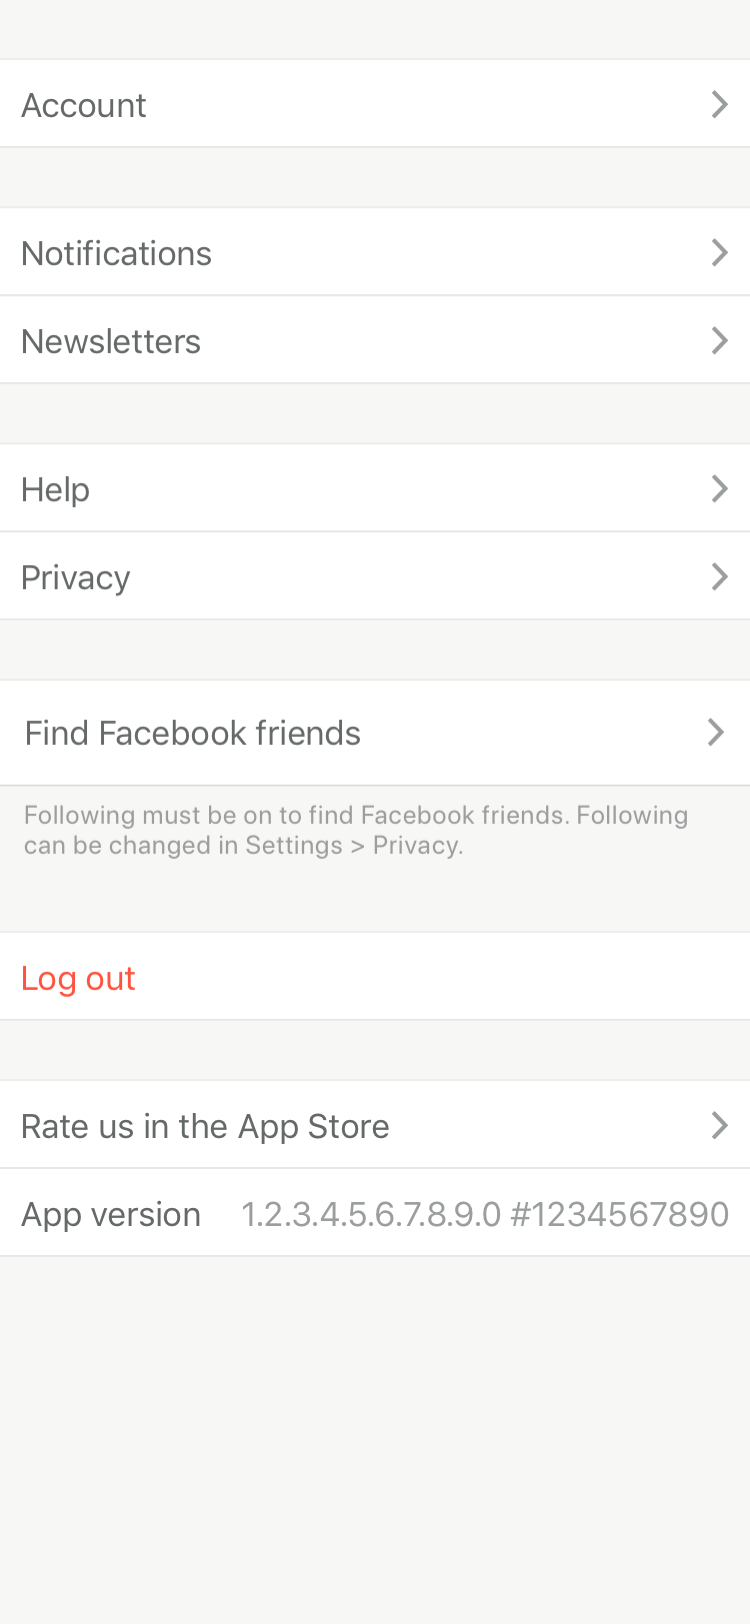 Account
Notifications
Newsletters
Help
Privacy
Find Facebook friends
Following must be on to find Facebook friends. Following
can be changed in Settings > Privacy.
Log out
Rate us in the App Store
App version 1.2.3.4.5.6.7.8.9.0 #1234567890